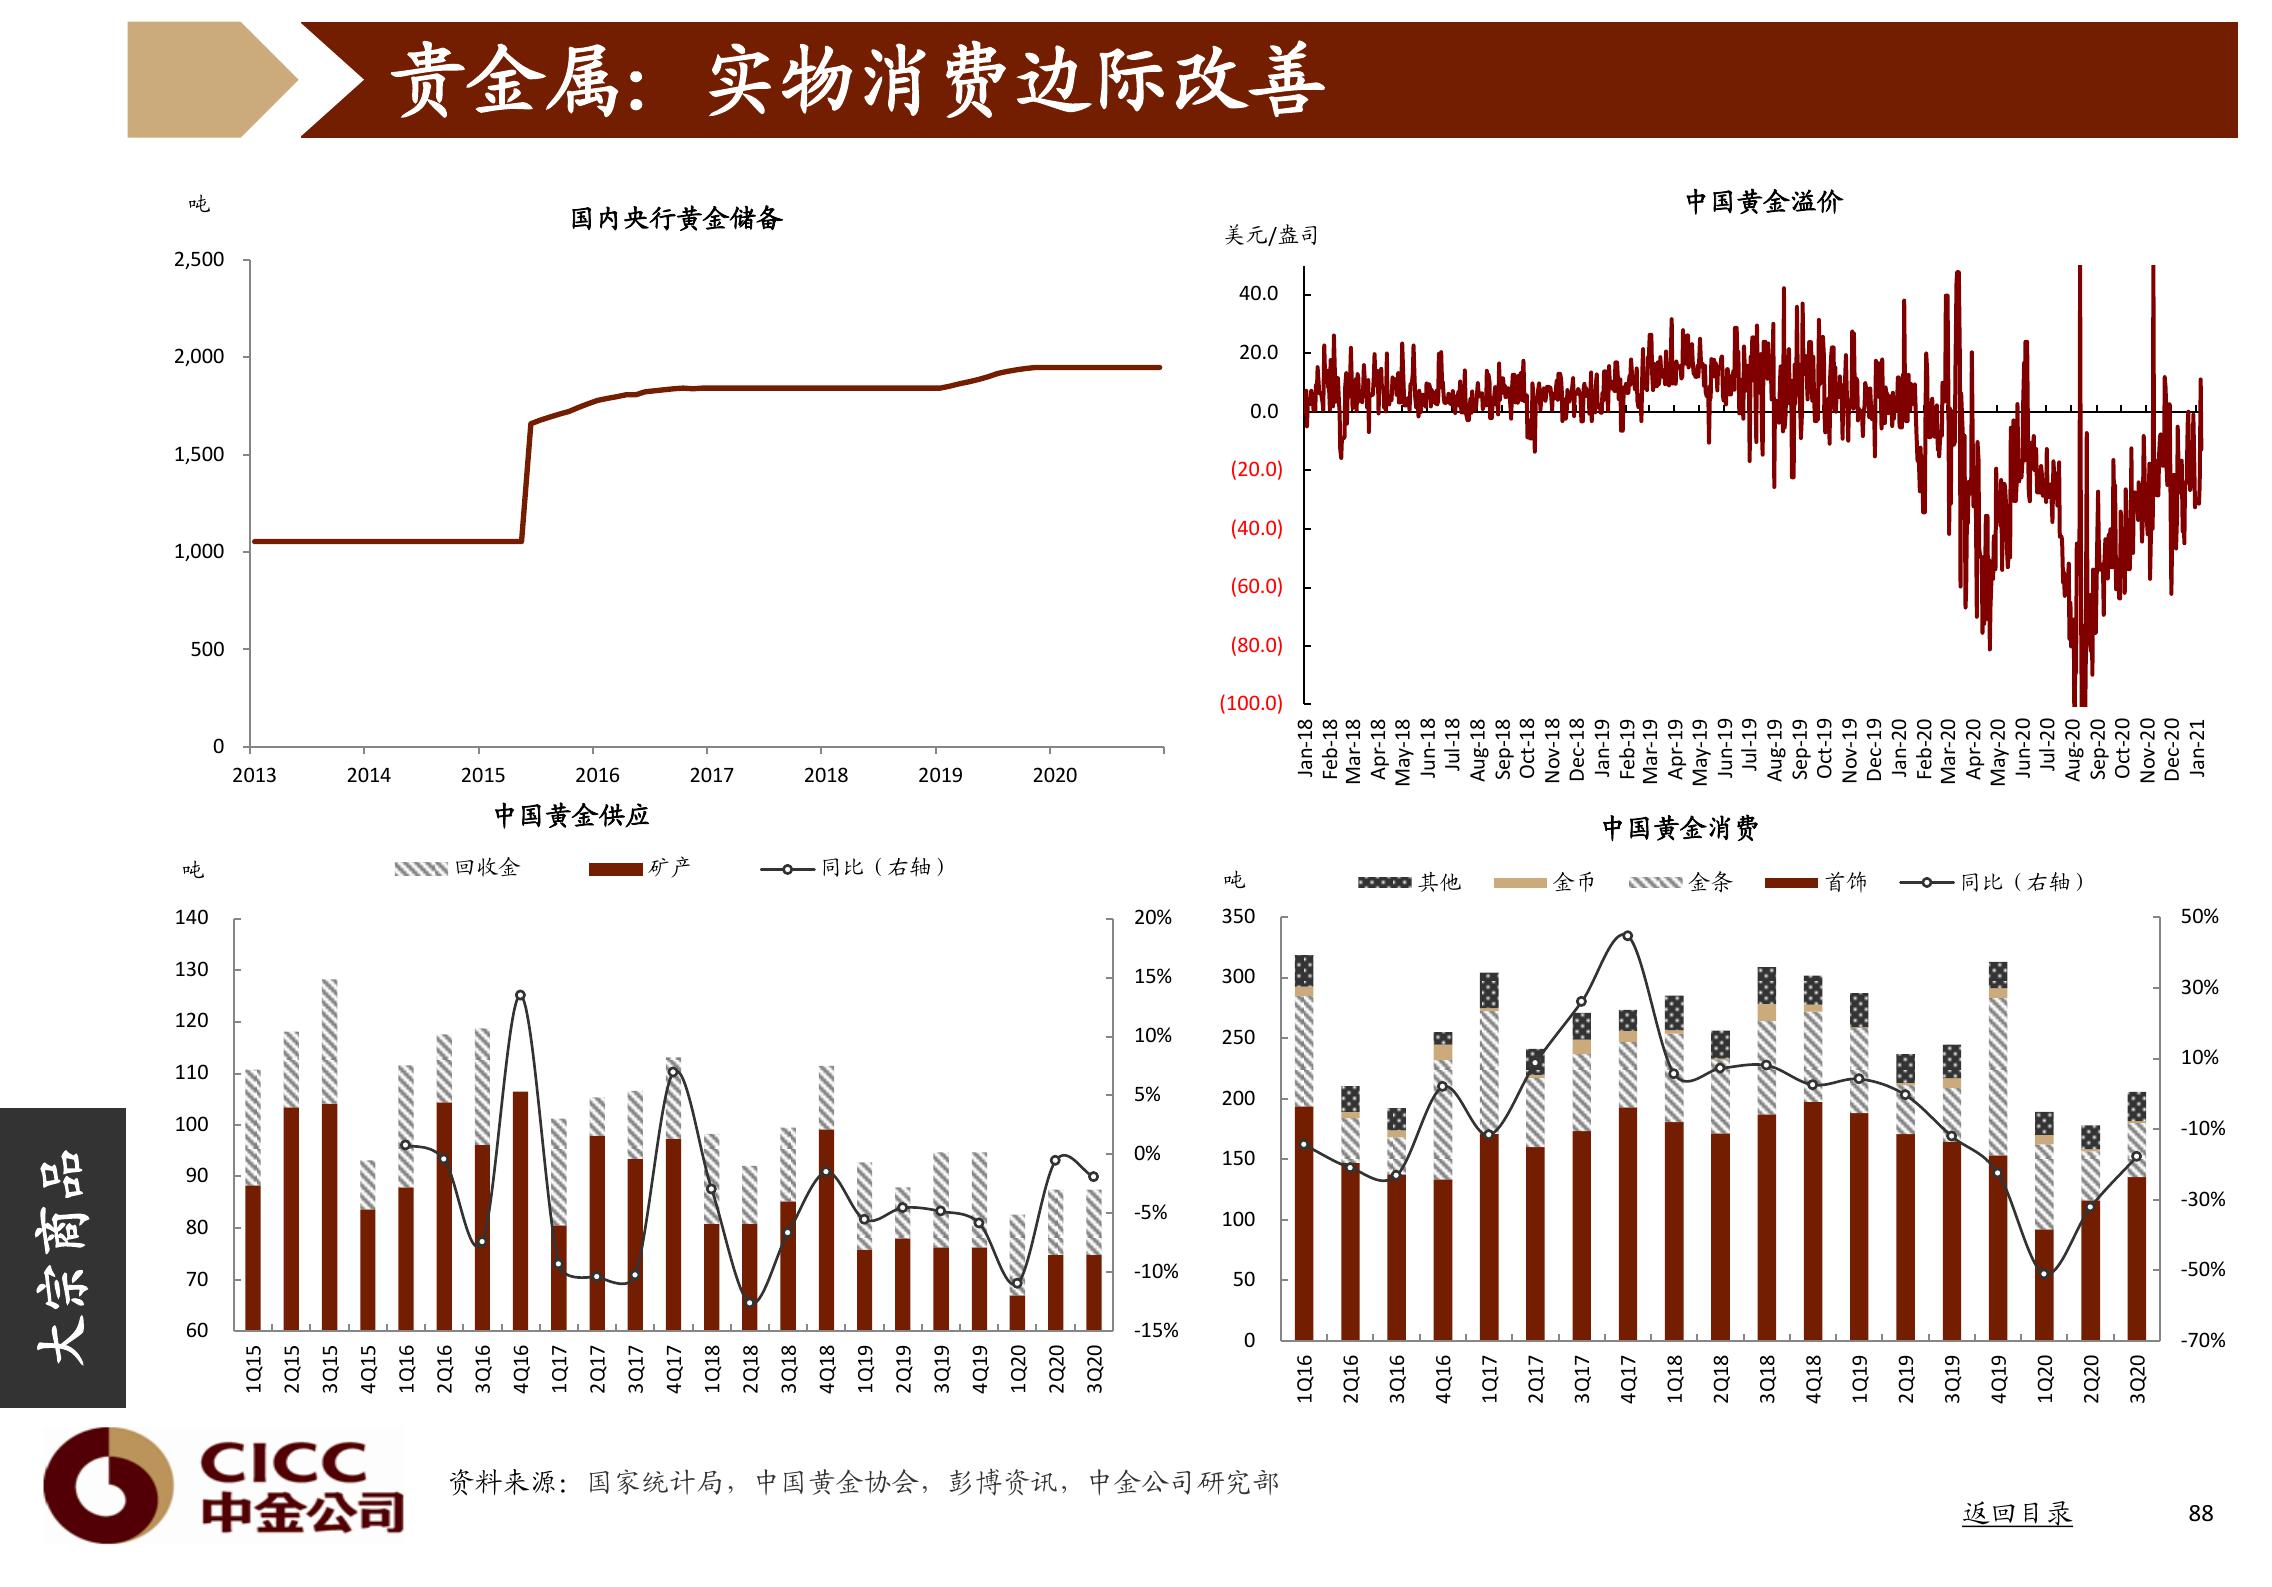 贵金属：实物消费边际改善
吨
国内央行黄金储备
2,500
2,000
1,500
1,000
500
0
2013 2014 2015 2016 2017 2018 2019 2020
中国黄金溢价
美元/盎司
40.0
20.0
0.0
(20.0)
(40.0)
(60.0)
(80.0)
(100.0)
Jan-18 Feb-18 Mar-18 Apr-18 May-18 Jun-18 Jul-18 Aug-18 Sep-18 Oct-18 Nov-18 Dec-18 Jan-19 Feb-19 Mar-19 Apr-19 May-19 Jun-19 Jul-19 Aug-19 Sep-19 Oct-19 Nov-19 Dec-19 Jan-20 Feb-20 Mar-20 Apr-20 May-20 Jun-20 Jul-20 Aug-20 Sep-20 Oct-20 Nov-20 Dec-20 Jan-21
中国黄金供应
吨
回收金 矿产 同比（右轴）
140
130
120
110
100
90
80
70
60
20%
15%
10%
5%
0%
-5%
-10%
-15%
1Q15 2Q15 3Q15 4Q15 1Q16 2Q16 3Q16 4Q16 1Q17 2Q17 3Q17 4Q17 1Q18 2Q18 3Q18 4Q18 1Q19 2Q19 3Q19 4Q19 1Q20 2Q20 3Q20
中国黄金消费
吨
其他 金币 金条 首饰 同比（右轴）
350
300
250
200
150
100
50
0
50%
30%
10%
-10%
-30%
-50%
-70%
1Q16 2Q16 3Q16 4Q16 1Q17 2Q17 3Q17 4Q17 1Q18 2Q18 3Q18 4Q18 1Q19 2Q19 3Q19 4Q19 1Q20 2Q20 3Q20
大宗商品
CICC
中金公司
资料来源：国家统计局，中国黄金协会，彭博资讯，中金公司研究部
返回目录
88